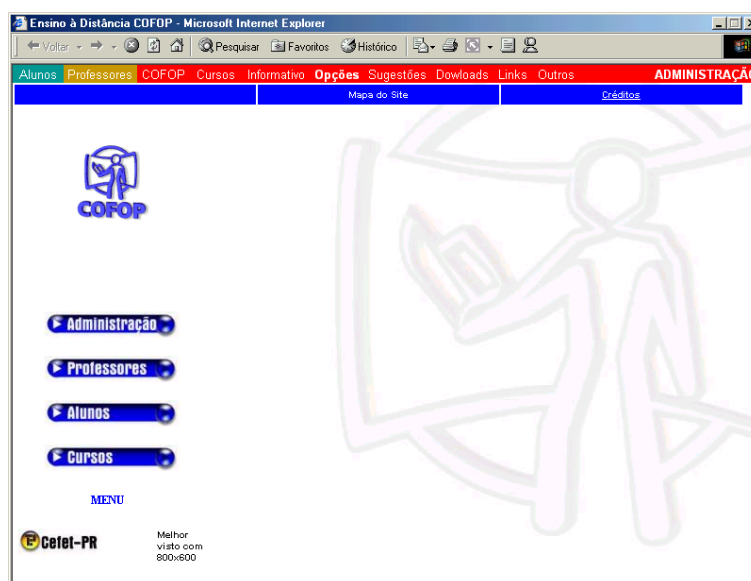 Ensino à Distância COFOP - Microsoft Internet Explorer
Voltar Pesquisar Favoritos Histórico
Alunos Professores COFOP Cursos Informativo Opções Sugestões Dowloads Links Outros ADMINISTRAÇÃO
Mapa do Site Créditos
COFOP
Administração
Professores
Alunos
Cursos
MENU
Cefet-PR
Melhor
visto com
800x600